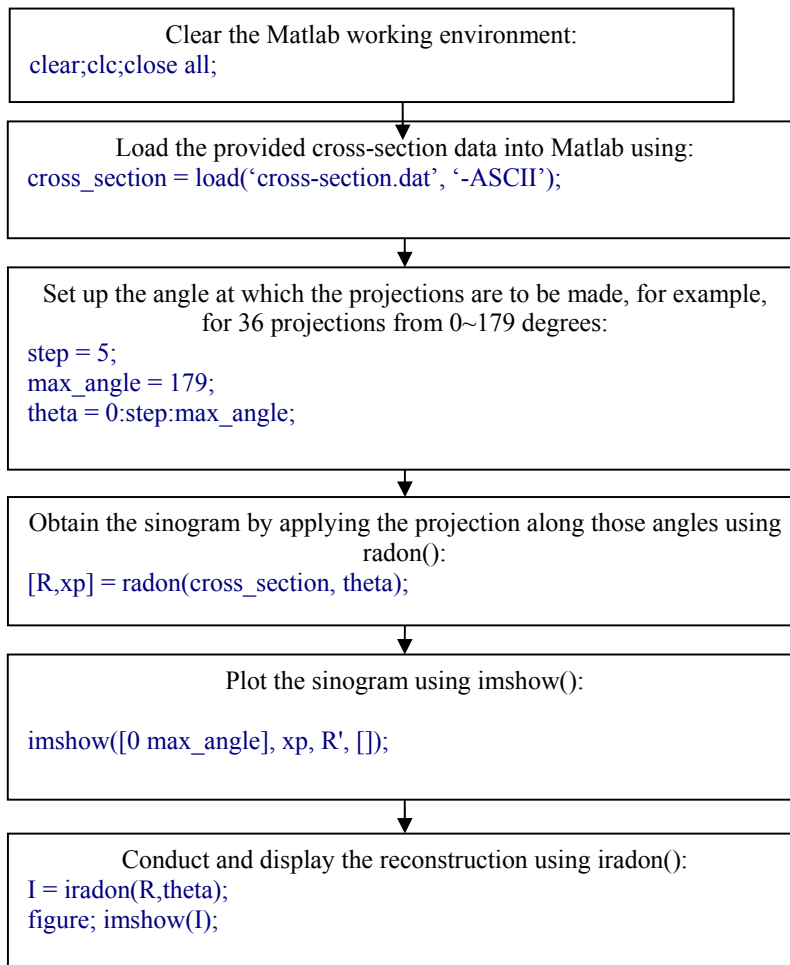 Clear the Matlab working environment:
clear;clc;close all;
Load the provided cross-section data into Matlab using:
cross_section = load(‘cross-section.dat’, ‘-ASCII’);
Set up the angle at which the projections are to be made, for example,
for 36 projections from 0~179 degrees:
step = 5;
max_angle = 179;
theta = 0:step:max_angle;
Obtain the sinogram by applying the projection along those angles using
radon():
[R,xp] = radon(cross_section, theta);
Plot the sinogram using imshow():
imshow([0 max_angle], xp, R', []);
Conduct and display the reconstruction using iradon():
I = iradon(R,theta);
figure; imshow(I);